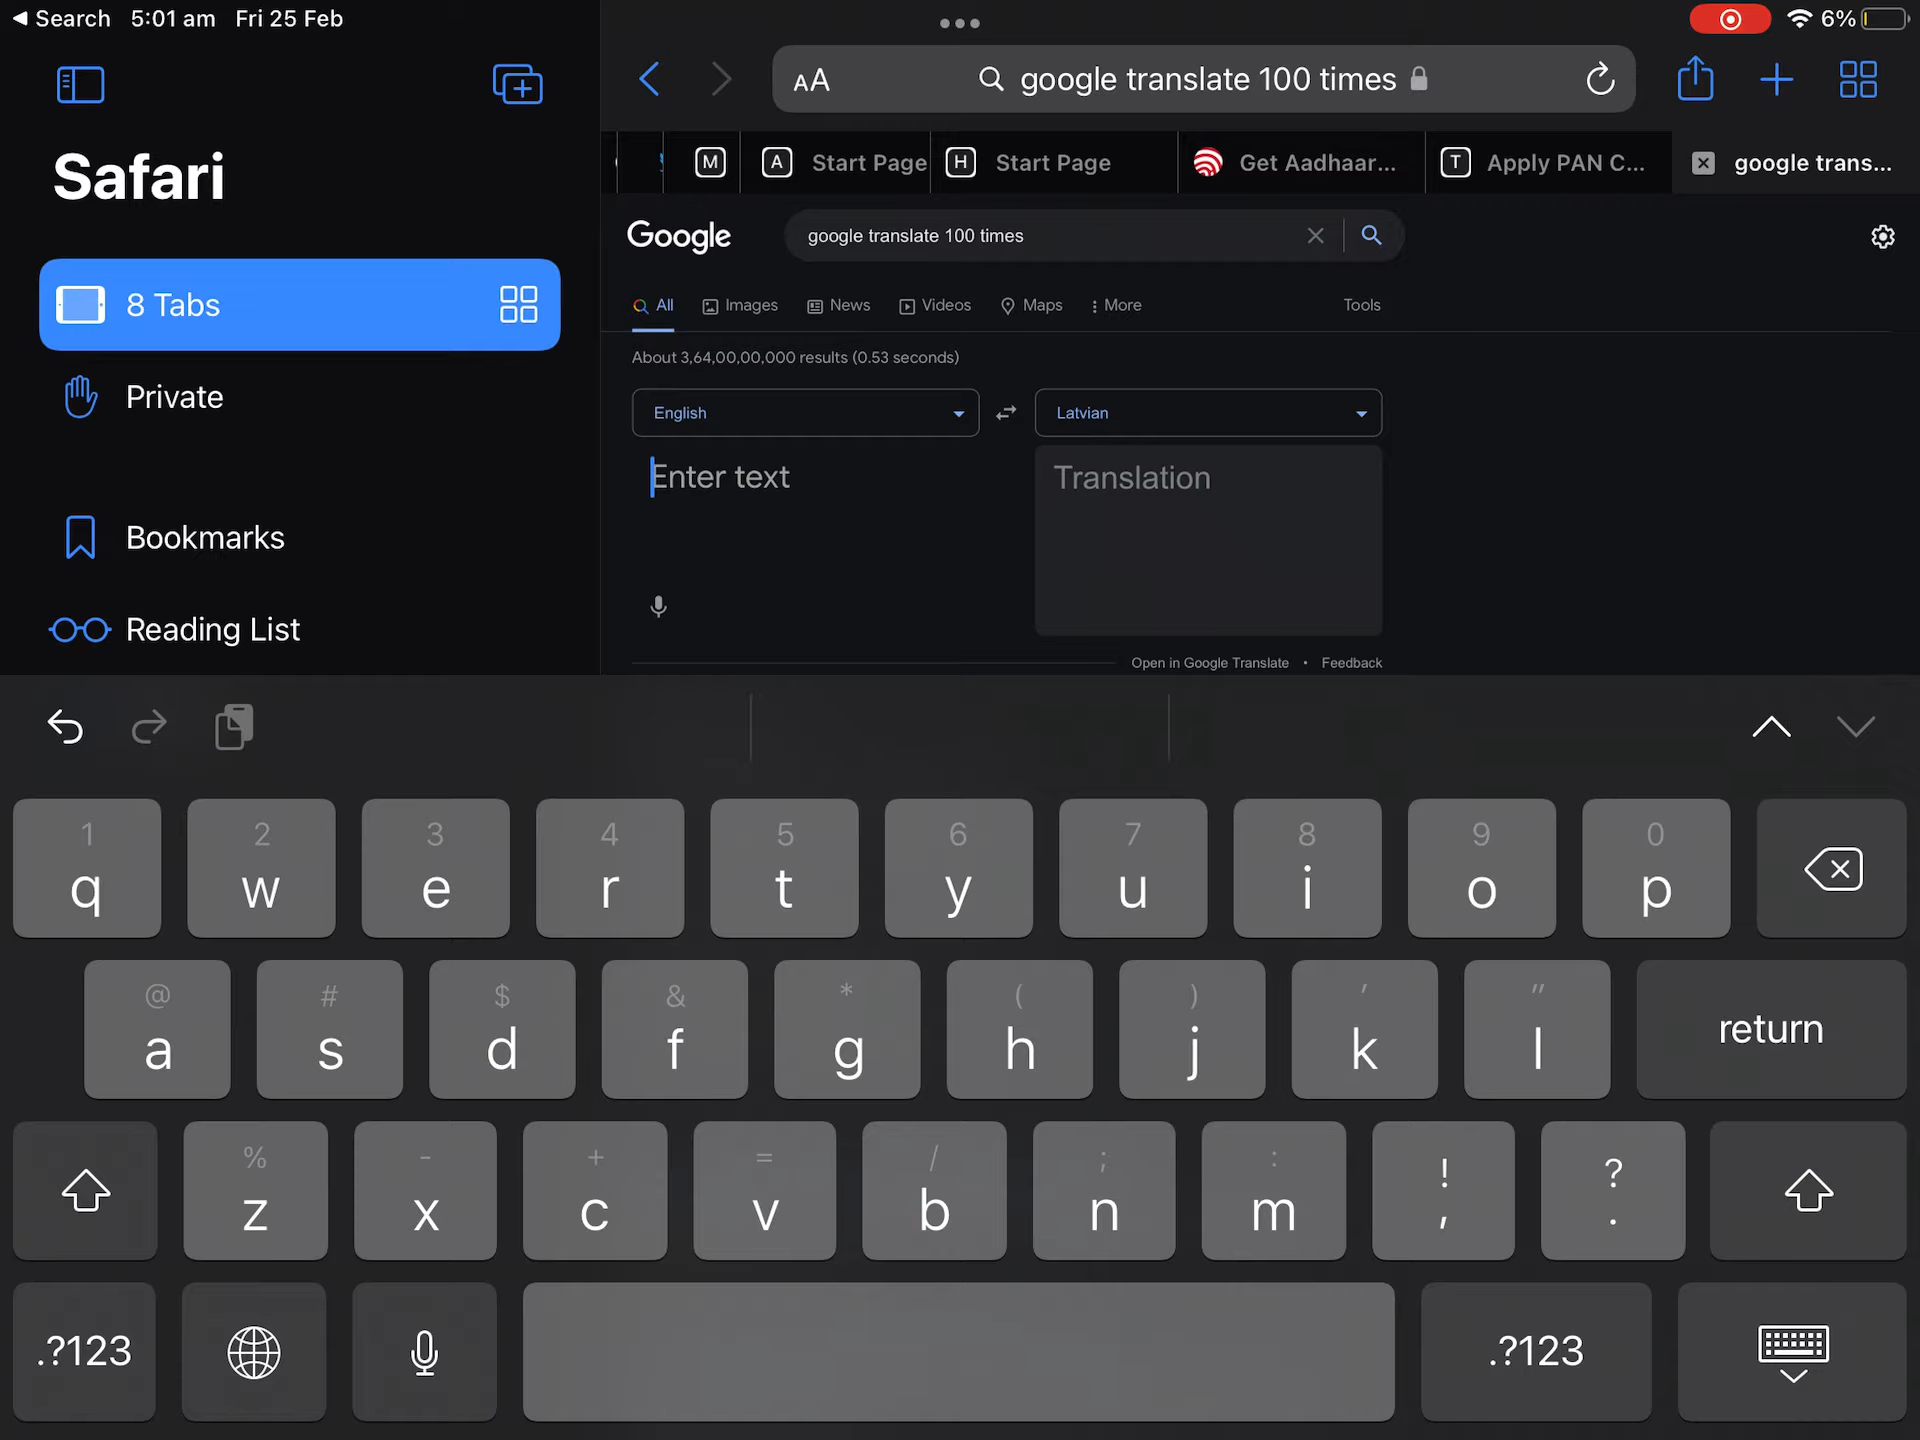 Search 5:01 am Fri 25 Feb
6%
AA google translate 100 times
Safari
M
A Start Page
H Start Page
Get Aadhaar...
T Apply PAN C...
google trans...
Google google translate 100 times
8 Tabs
All Images News Videos Maps More Tools
About 3,64,00,00,000 results (0.53 seconds)
Private
English Latvian
Enter text Translation
Bookmarks
Reading List
Open in Google Translate • Feedback
1 2 3 4 5 6 7 8 9 0
q w e r t y u i o p
@ # $ & * ( ) ' "
a s d f g h j k l return
% - + = / ; : ! ?
z x c v b n m , .
.?123 .?123